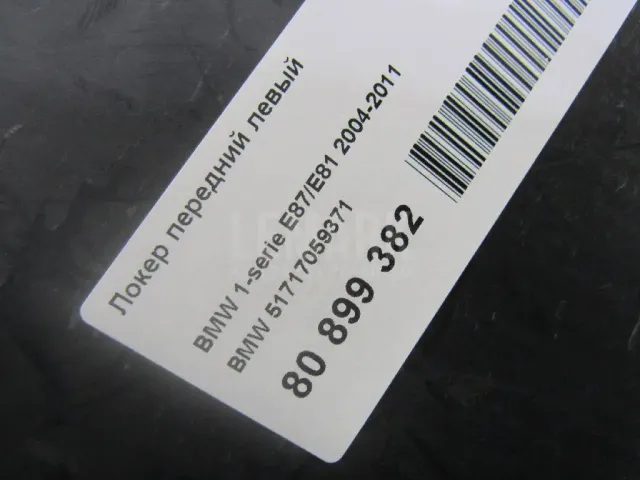 Локер передний левый
BMW 1-serie E87/E81 2004-2011
BMW 51717059371
80 899 382